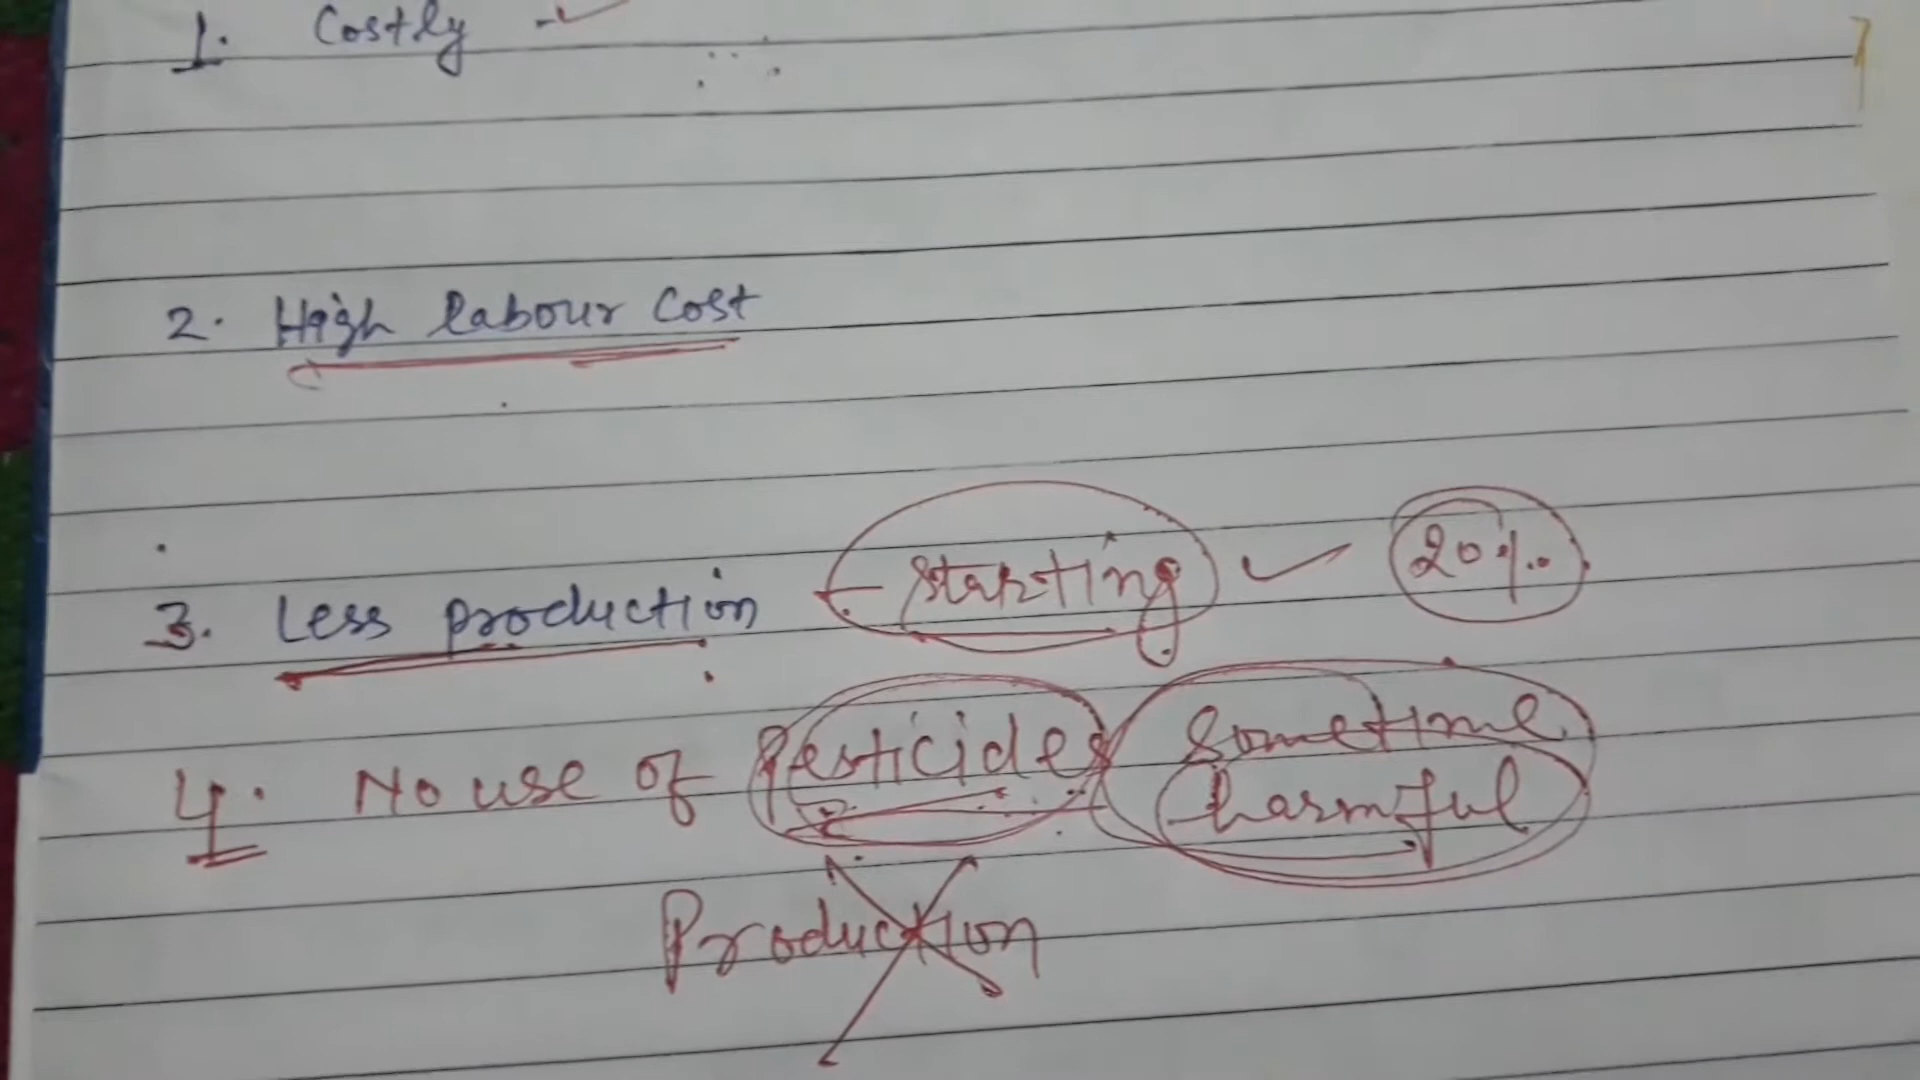 1. Costly
2. High labour Cost
3. Less production - Starting 20%
4. No use of Pesticides Sometime
harmful
Production